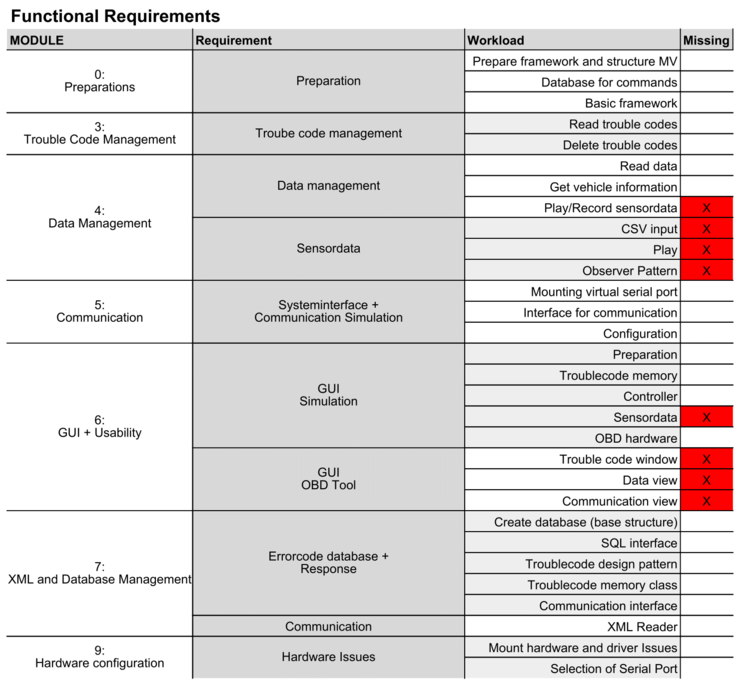 Functional Requirements
MODULE Requirement Workload Missing
0:
Preparations
Preparation
Prepare framework and structure MV
Database for commands
Basic framework
3:
Trouble Code Management
Troube code management
Read trouble codes
Delete trouble codes
4:
Data Management
Data management
Read data
Get vehicle information
Play/Record sensordata X
Sensordata
CSV input X
Play X
Observer Pattern X
5:
Communication
Systeminterface +
Communication Simulation
Mounting virtual serial port
Interface for communication
Configuration
6:
GUI + Usability
GUI
Simulation
Preparation
Troublecode memory
Controller
Sensordata X
OBD hardware
GUI
OBD Tool
Trouble code window X
Data view X
Communication view X
7:
XML and Database Management
Errorcode database +
Response
Create database (base structure)
SQL interface
Troublecode design pattern
Troublecode memory class
Communication interface
Communication
XML Reader
9:
Hardware configuration
Hardware Issues
Mount hardware and driver Issues
Selection of Serial Port